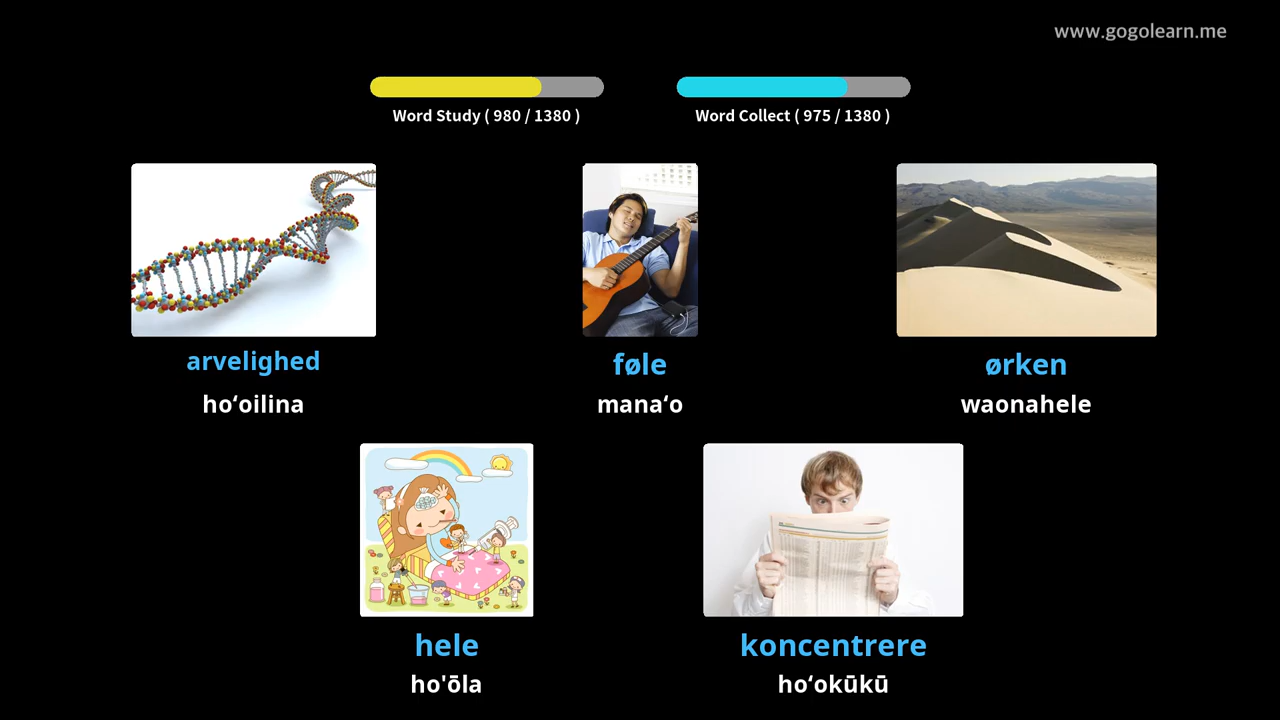 www.gogolearn.me
Word Study ( 980 / 1380 )
Word Collect ( 975 / 1380 )
arvelighed
hoʻoilina
føle
manaʻo
ørken
waonahele
hele
ho'ōla
koncentrere
hoʻokūkū